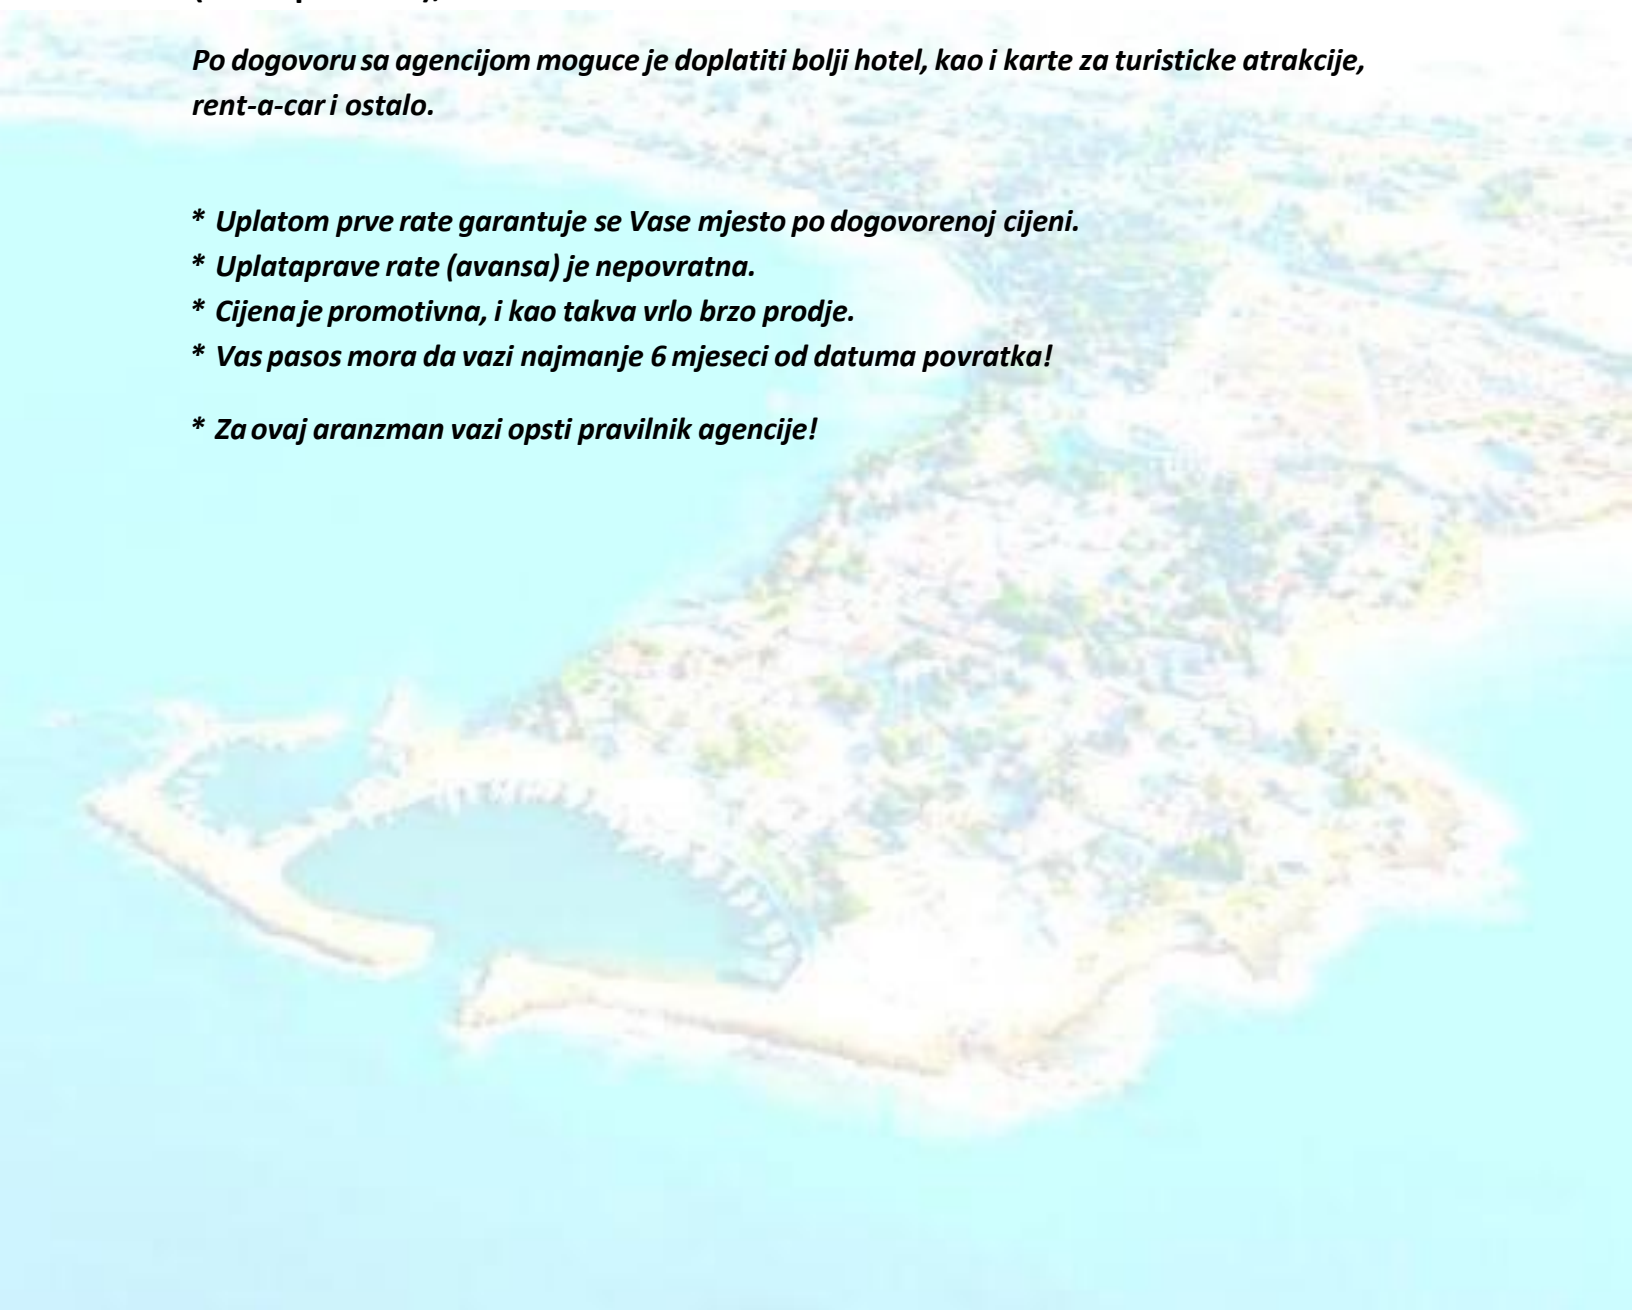 Po dogovoru sa agencijom moguce je doplatiti bolji hotel, kao i karte za turisticke atrakcije,
rent-a-car i ostalo.
* Uplatom prve rate garantuje se Vase mjesto po dogovorenoj cijeni.
* Uplataprave rate (avansa) je nepovratna.
* Cijena je promotivna, i kao takva vrlo brzo prodje.
* Vas pasos mora da vazi najmanje 6 mjeseci od datuma povratka!
* Za ovaj aranzman vazi opsti pravilnik agencije!